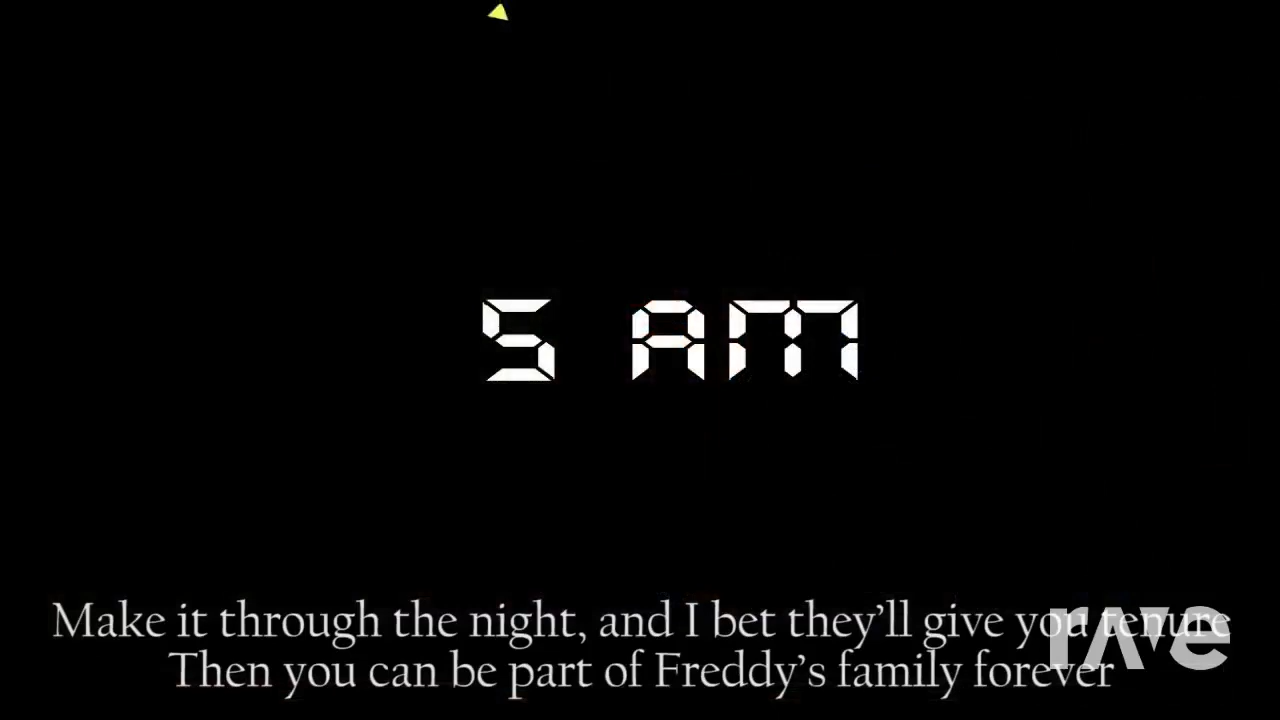 5 AM
Make it through the night, and I bet they'll give you tenure
Then you can be part of Freddy's family forever
rave